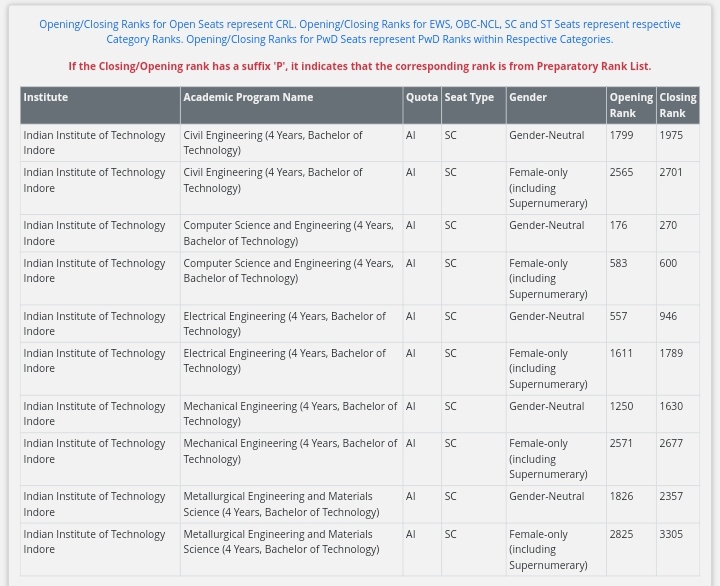 Opening/Closing Ranks for Open Seats represent CRL. Opening/Closing Ranks for EWS, OBC-NCL, SC and ST Seats represent respective
Category Ranks. Opening/Closing Ranks for PwD Seats represent PwD Ranks within Respective Categories.
If the Closing/Opening rank has a suffix 'P', it indicates that the corresponding rank is from Preparatory Rank List.
Institute Academic Program Name Quota Seat Type Gender Opening Closing
Rank Rank
Indian Institute of Technology Civil Engineering (4 Years, Bachelor of AI SC Gender-Neutral 1799 1975
Indore Technology)
Indian Institute of Technology Civil Engineering (4 Years, Bachelor of AI SC Female-only 2565 2701
Indore Technology) (including
Supernumerary)
Indian Institute of Technology Computer Science and Engineering (4 Years, AI SC Gender-Neutral 176 270
Indore Bachelor of Technology)
Indian Institute of Technology Computer Science and Engineering (4 Years, AI SC Female-only 583 600
Indore Bachelor of Technology) (including
Supernumerary)
Indian Institute of Technology Electrical Engineering (4 Years, Bachelor of AI SC Gender-Neutral 557 946
Indore Technology)
Indian Institute of Technology Electrical Engineering (4 Years, Bachelor of AI SC Female-only 1611 1789
Indore Technology) (including
Supernumerary)
Indian Institute of Technology Mechanical Engineering (4 Years, Bachelor of AI SC Gender-Neutral 1250 1630
Indore Technology)
Indian Institute of Technology Mechanical Engineering (4 Years, Bachelor of AI SC Female-only 2571 2677
Indore Technology) (including
Supernumerary)
Indian Institute of Technology Metallurgical Engineering and Materials AI SC Gender-Neutral 1826 2357
Indore Science (4 Years, Bachelor of Technology)
Indian Institute of Technology Metallurgical Engineering and Materials AI SC Female-only 2825 3305
Indore Science (4 Years, Bachelor of Technology) (including
Supernumerary)